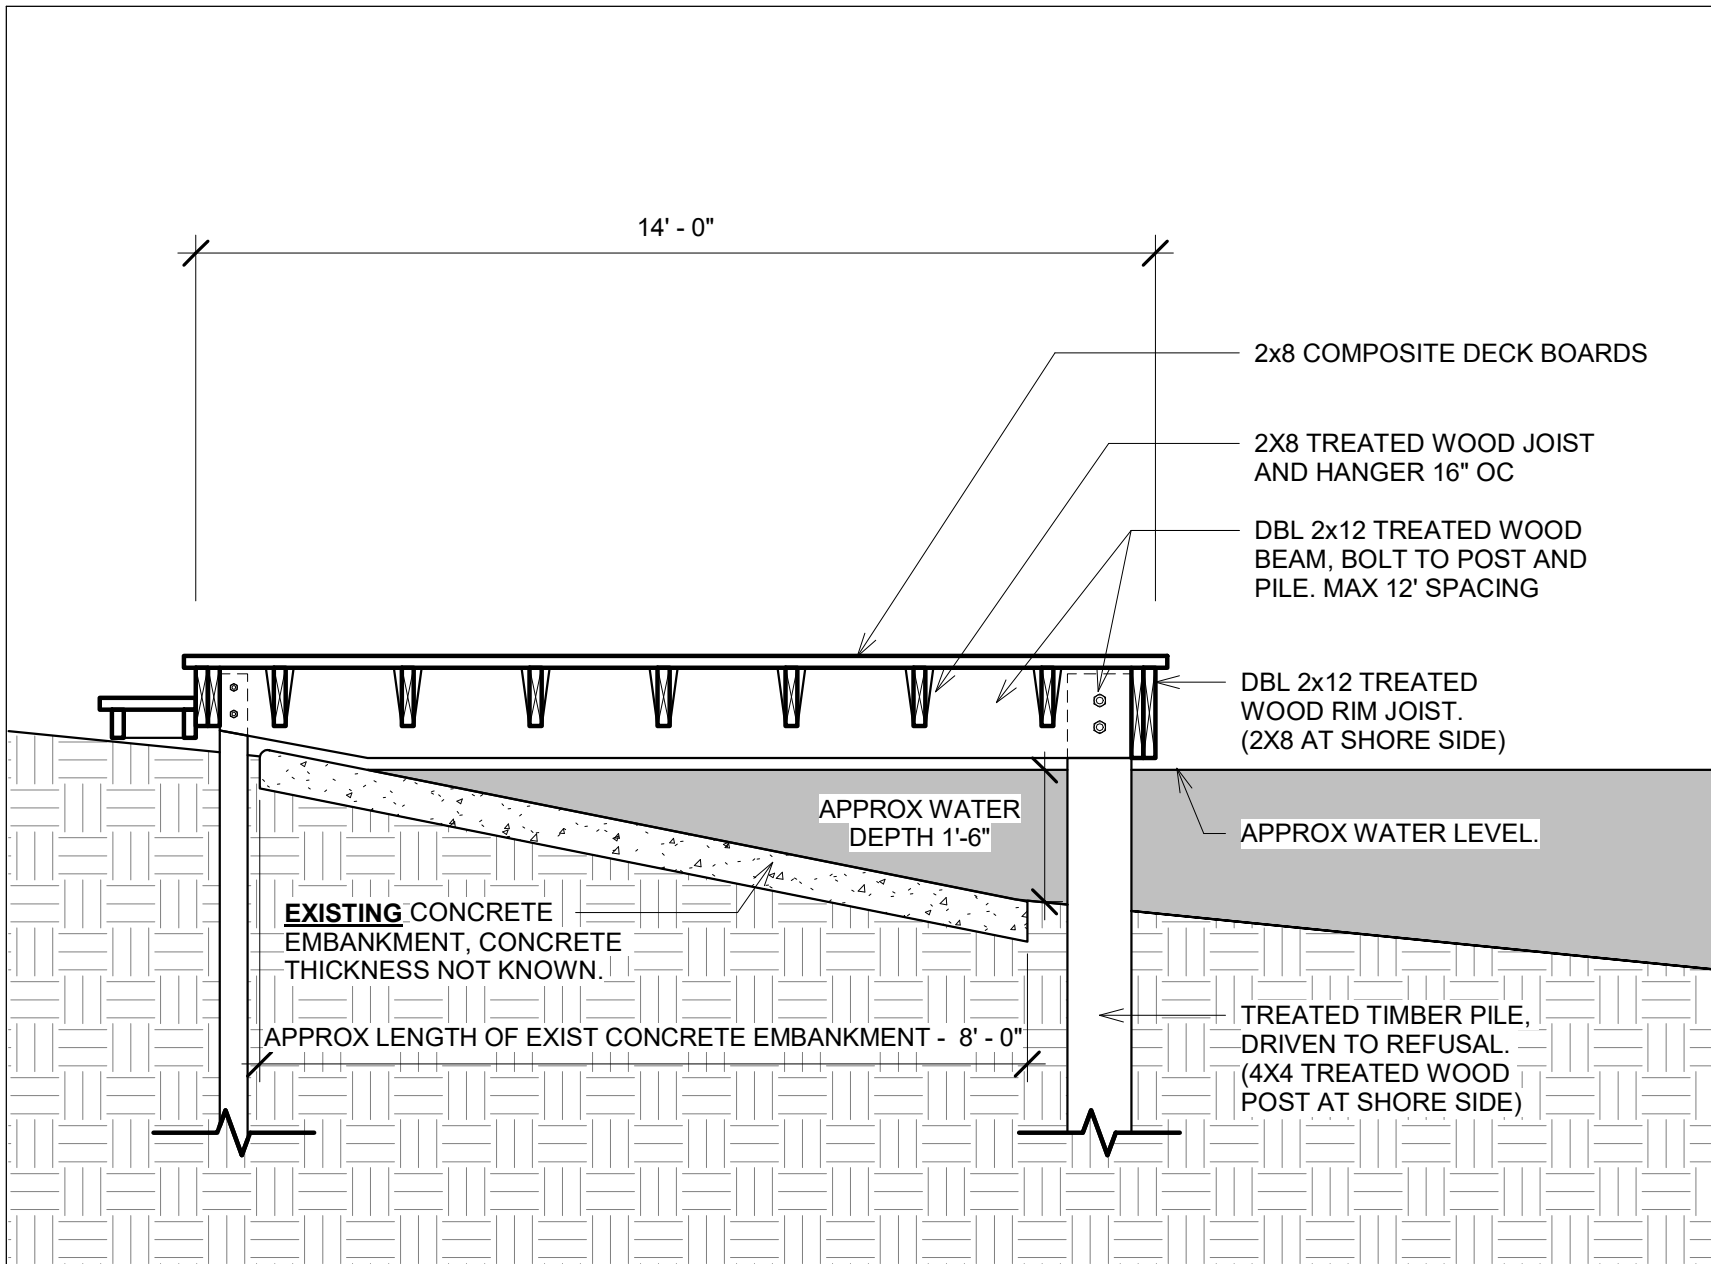 14' - 0"
2x8 COMPOSITE DECK BOARDS
2X8 TREATED WOOD JOIST
AND HANGER 16" OC
DBL 2x12 TREATED WOOD
BEAM, BOLT TO POST AND
PILE. MAX 12' SPACING
DBL 2x12 TREATED
WOOD RIM JOIST.
(2X8 AT SHORE SIDE)
APPROX WATER
DEPTH 1'-6"
APPROX WATER LEVEL.
EXISTING CONCRETE
EMBANKMENT, CONCRETE
THICKNESS NOT KNOWN.
APPROX LENGTH OF EXIST CONCRETE EMBANKMENT - 8' - 0"
TREATED TIMBER PILE,
DRIVEN TO REFUSAL.
(4X4 TREATED WOOD
POST AT SHORE SIDE)